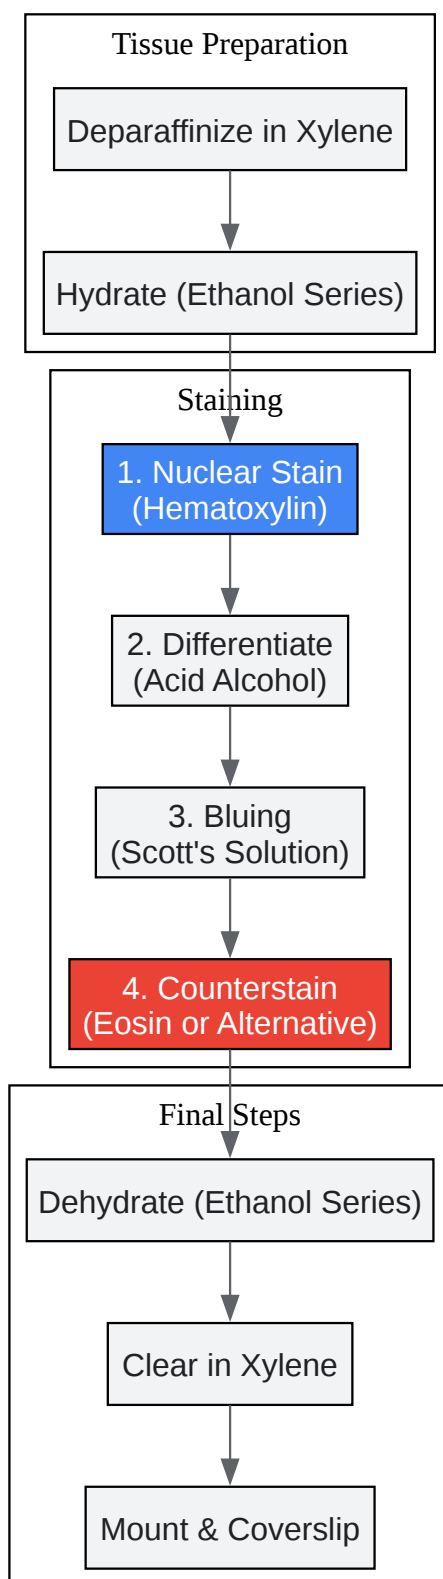 Tissue Preparation
Deparaffinize in Xylene
Hydrate (Ethanol Series)
Staining
1. Nuclear Stain
(Hematoxylin)
2. Differentiate
(Acid Alcohol)
3. Bluing
(Scott's Solution)
4. Counterstain
(Eosin or Alternative)
Final Steps
Dehydrate (Ethanol Series)
Clear in Xylene
Mount & Coverslip